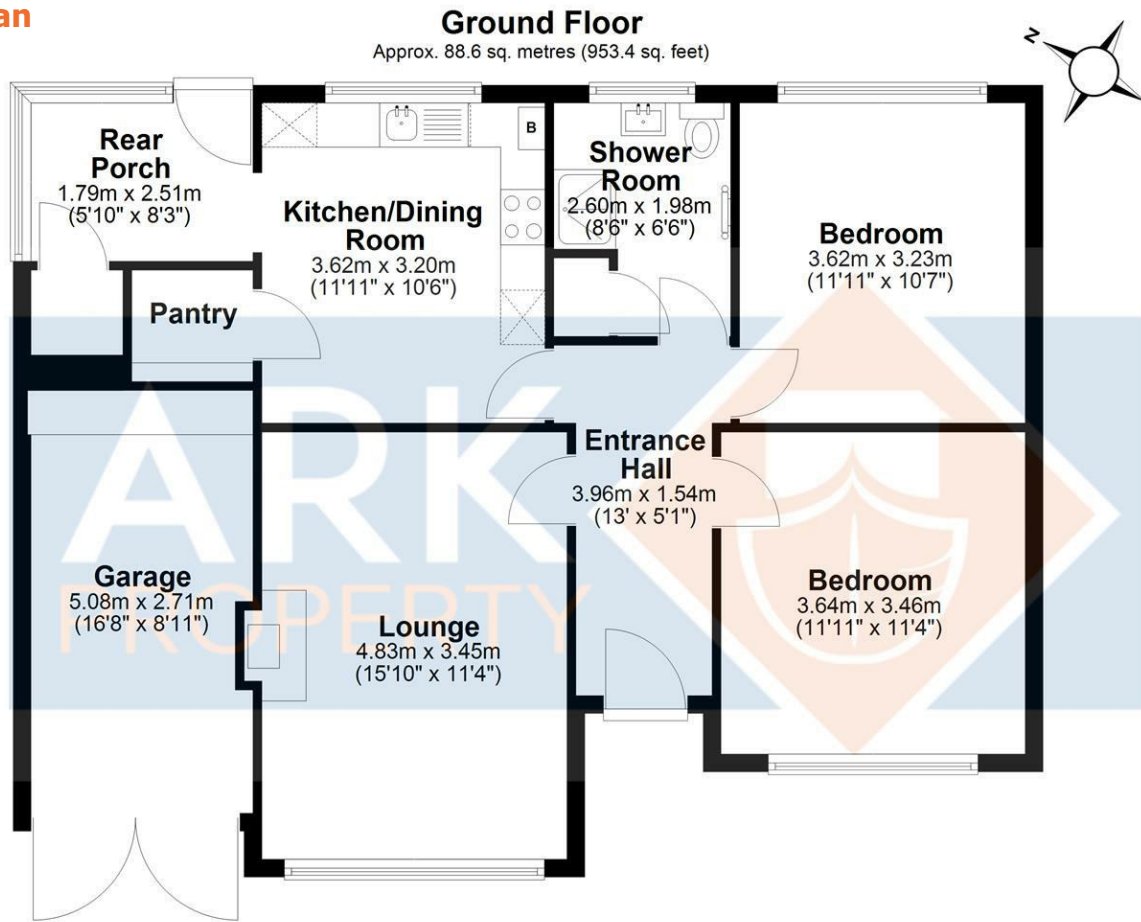 an
Ground Floor
Approx. 88.6 sq. metres (953.4 sq. feet)
N
Rear
Porch
1.79m x 2.51m
(5'10" x 8'3")
Kitchen/Dining
Room
3.62m x 3.20m
(11'11" x 10'6")
B
Shower
Room
2.60m x 1.98m
(8'6" x 6'6")
Bedroom
3.62m x 3.23m
(11'11" x 10'7")
Pantry
Entrance
Hall
3.96m x 1.54m
(13' x 5'1")
Garage
5.08m x 2.71m
(16'8" x 8'11")
Lounge
4.83m x 3.45m
(15'10" x 11'4")
Bedroom
3.64m x 3.46m
(11'11" x 11'4")
ARK
PROPERTY